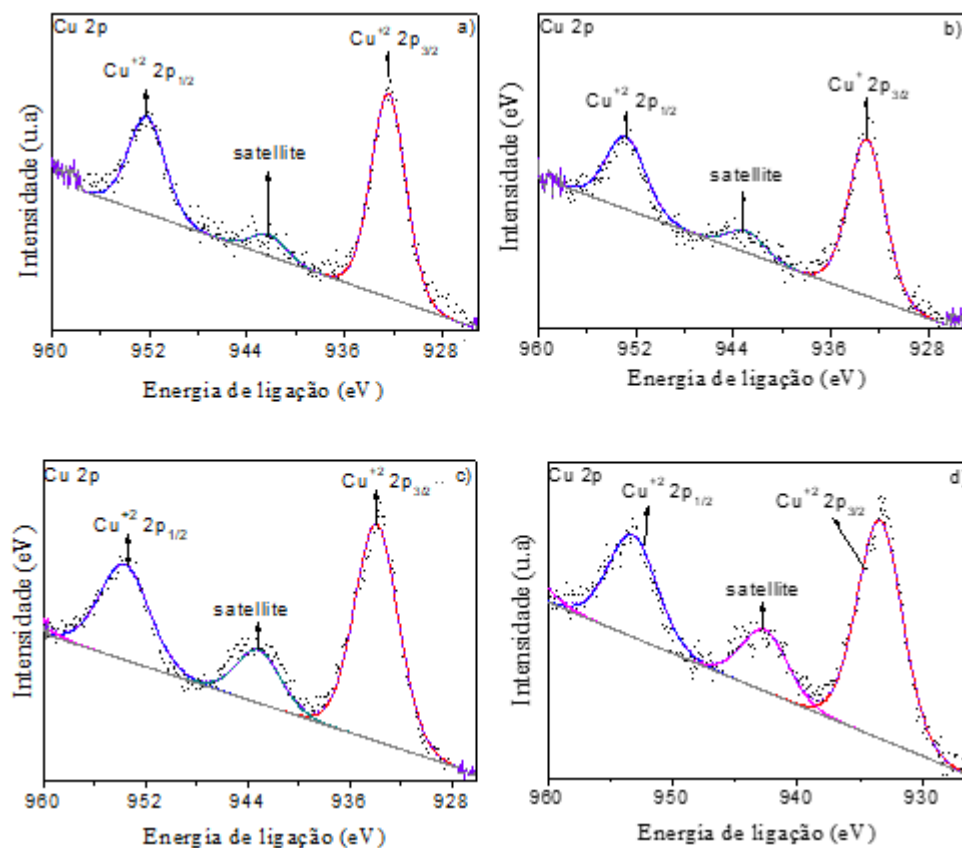 Cu 2p
a)
Cu+2 2p3/2
Cu+2 2p1/2
satellite
Intensidade (u.a)
960 952 944 936 928
Energia de ligação (eV)
Cu 2p
b)
Cu+ 2p3/2
Cu+2 2p1/2
satellite
Intensidade (eV)
960 952 944 936 928
Energia de ligação (eV)
Cu 2p
c)
Cu+2 2p3/2
Cu+2 2p1/2
satellite
Intensidade (eV)
960 952 944 936 928
Energia de ligação (eV)
Cu 2p
d)
Cu+2 2p1/2
Cu+2 2p3/2
satellite
Intensidade (u.a)
960 950 940 930
Energia de ligação (eV)